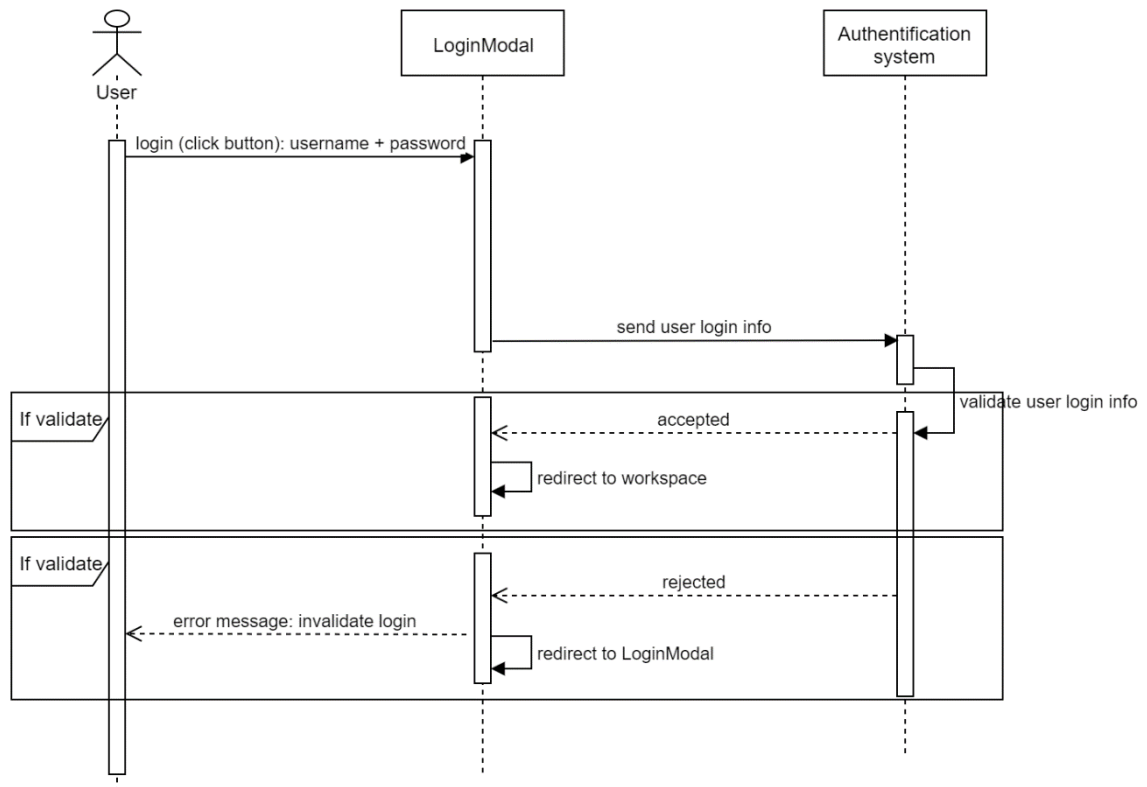 User
LoginModal
Authentification
system
login (click button): username + password
send user login info
validate user login info
If validate
accepted
redirect to workspace
If validate
rejected
error message: invalidate login
redirect to LoginModal